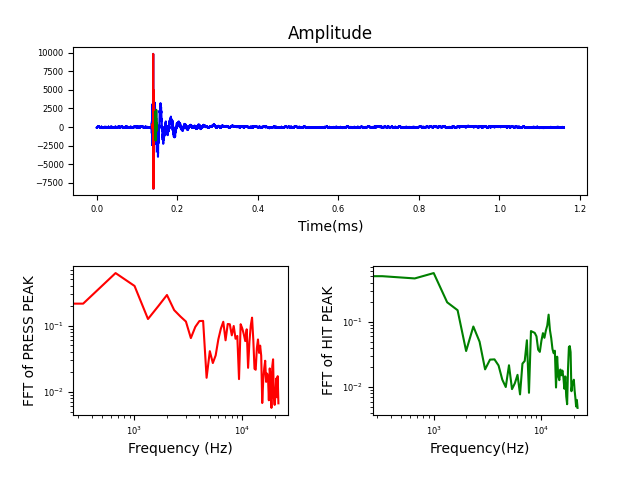 Amplitude
10000
7500
5000
2500
0
−2500
−5000
−7500
0.0 0.2 0.4 0.6 0.8 1.0 1.2
Time(ms)
FFT of PRESS PEAK
10⁻¹
10⁻²
10³ 10⁴
Frequency (Hz)
FFT of HIT PEAK
10⁻¹
10⁻²
10³ 10⁴
Frequency(Hz)